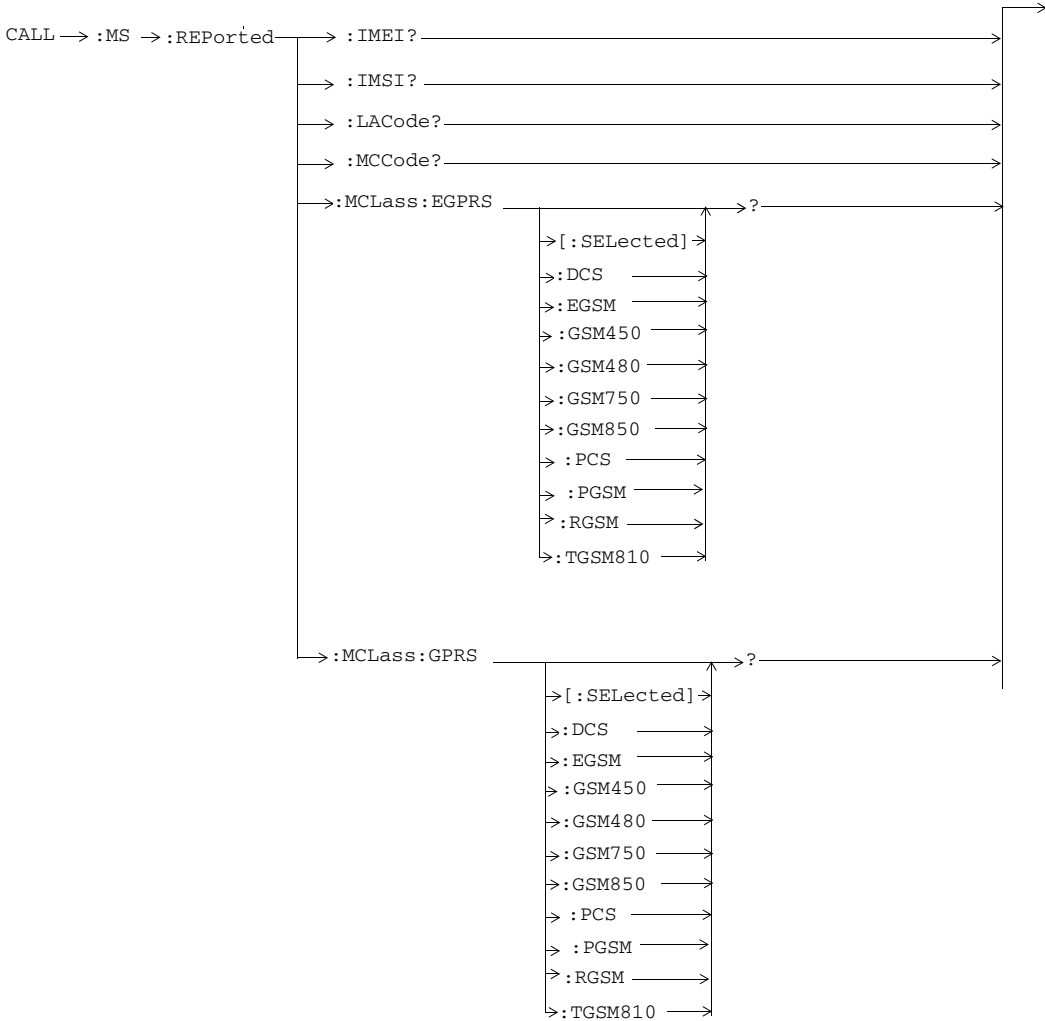 CALL :MS :REPorted :IMEI?
:IMSI?
:LACode?
:MCCode?
:MCLass:EGPRS ?
[:SELected]
:DCS
:EGSM
:GSM450
:GSM480
:GSM750
:GSM850
:PCS
:PGSM
:RGSM
:TGSM810
:MCLass:GPRS ?
[:SELected]
:DCS
:EGSM
:GSM450
:GSM480
:GSM750
:GSM850
:PCS
:PGSM
:RGSM
:TGSM810